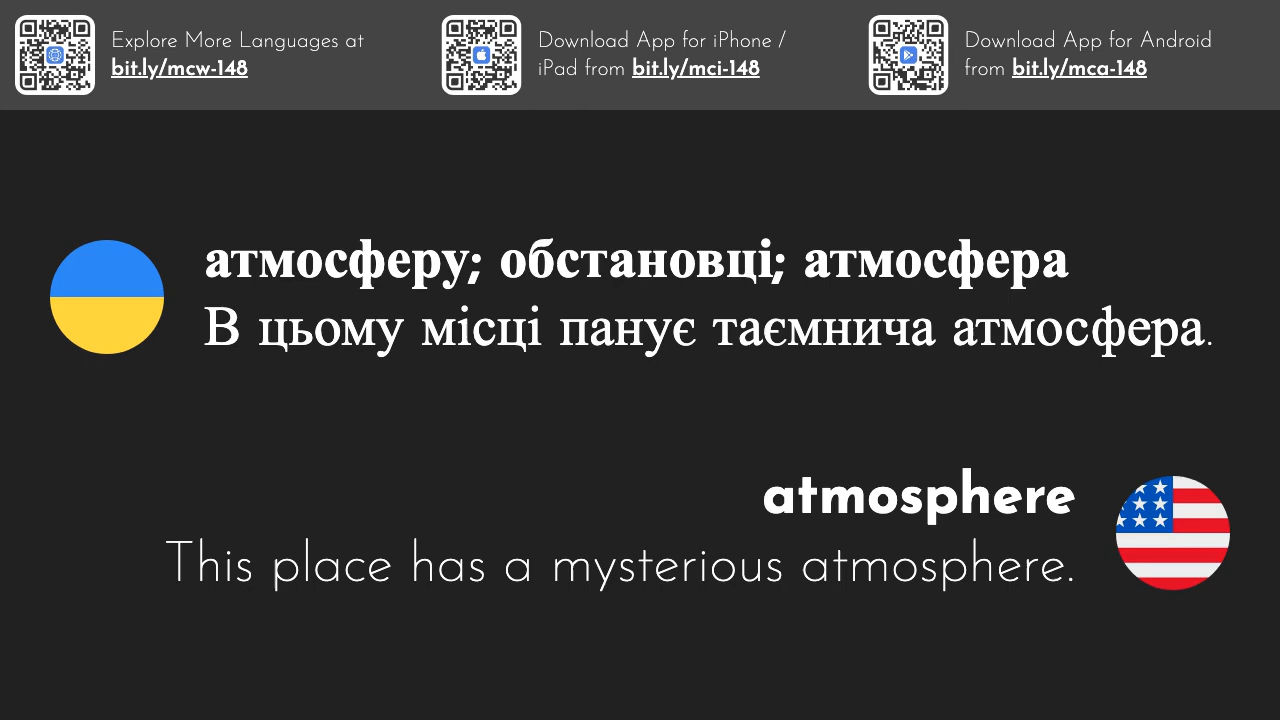 Explore More Languages at
bit.ly/mcw-148
Download App for iPhone /
iPad from bit.ly/mci-148
Download App for Android
from bit.ly/mca-148
атмосферу; обстановці; атмосфера
В цьому місці панує таємнича атмосфера.
atmosphere
This place has a mysterious atmosphere.